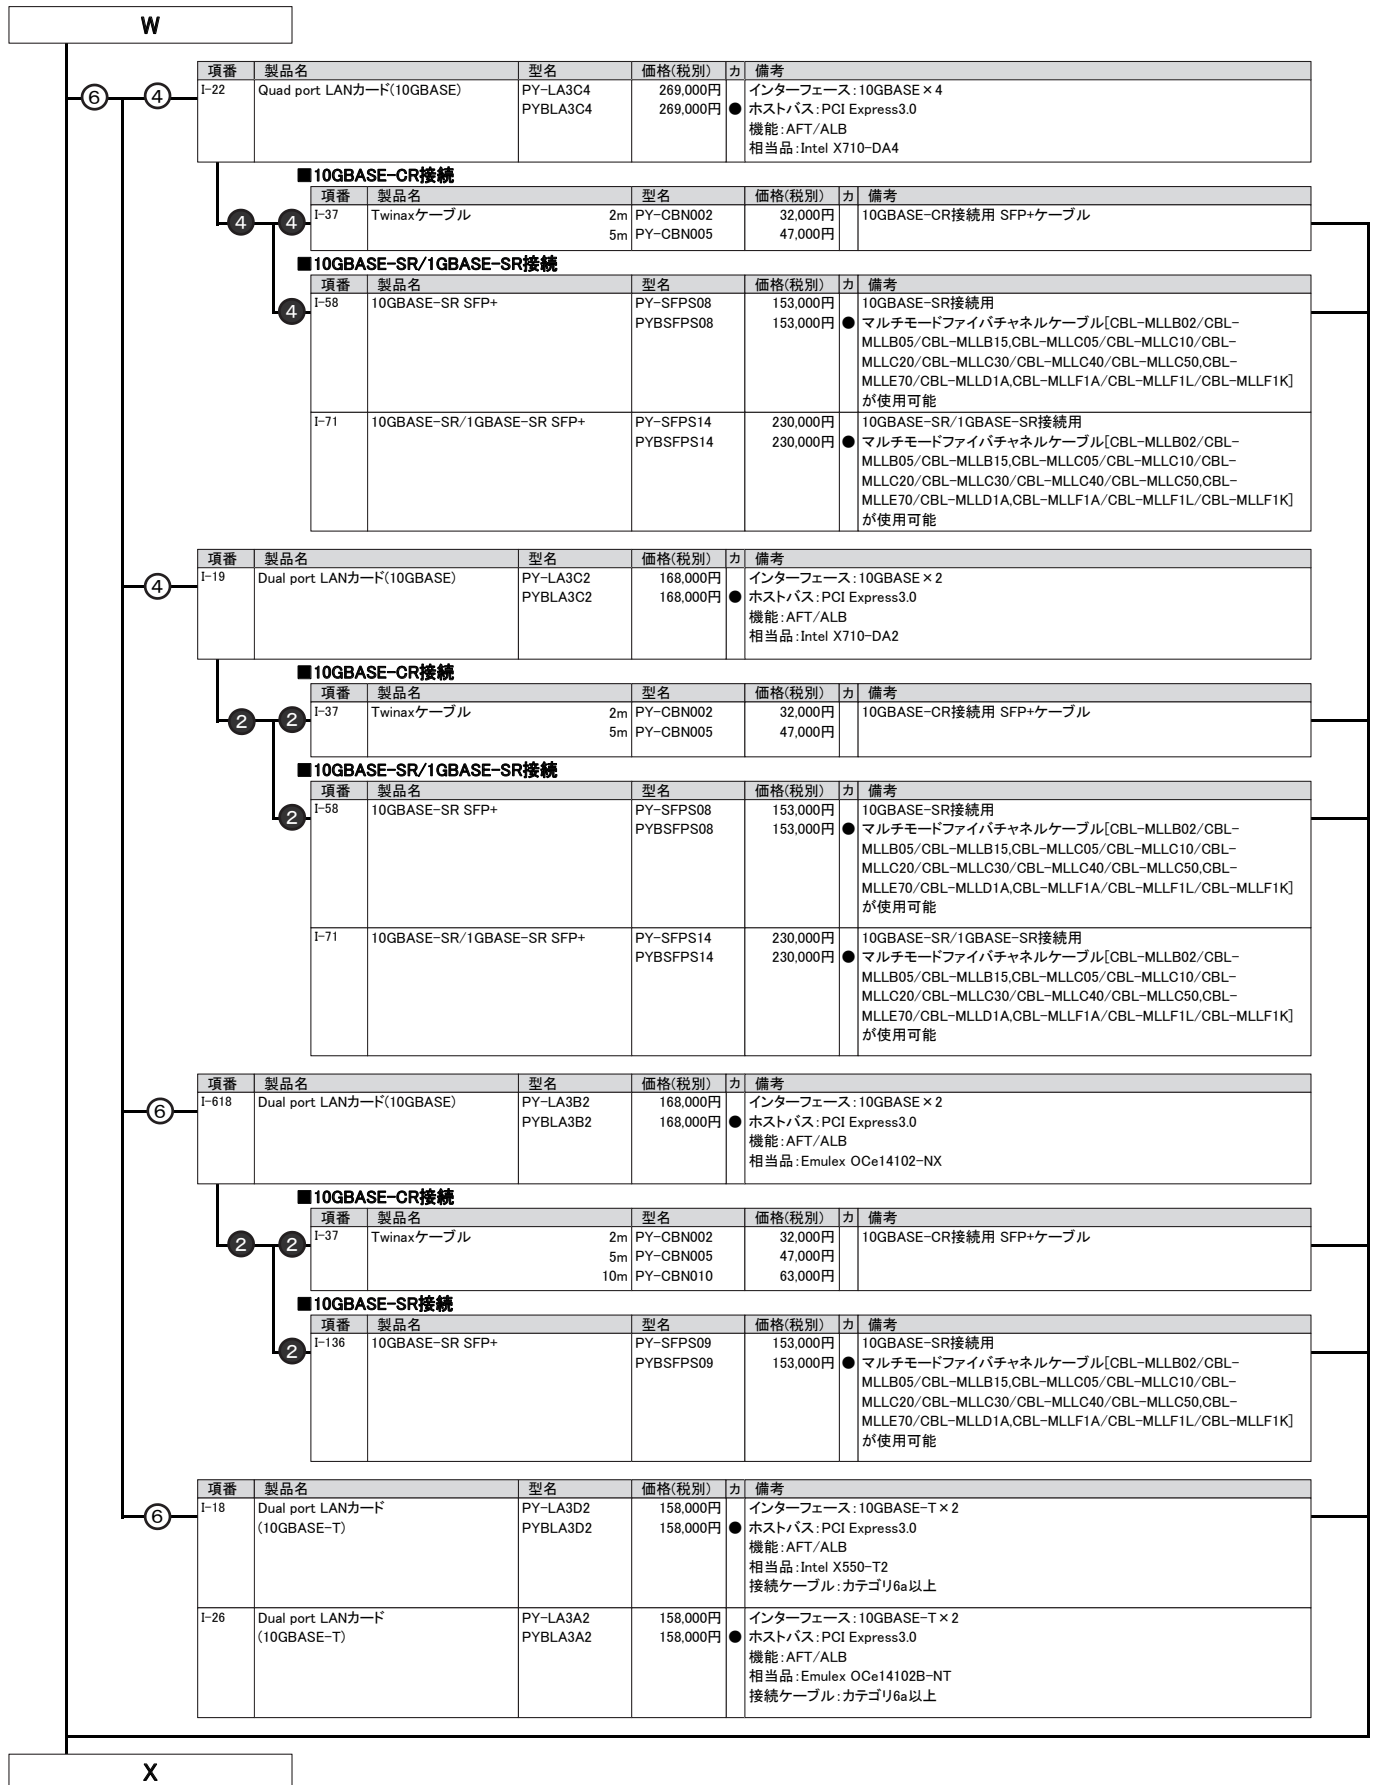 W
項番 製品名 型名 価格(税別) カ 備考
I-22 Quad port LANカード(10GBASE) PY-LA3C4 269,000円 インターフェース:10GBASE×4
PYBLA3C4 269,000円 ● ホストバス:PCI Express3.0
機能:AFT/ALB
相当品:Intel X710-DA4
⑥ ④
■10GBASE-CR接続
項番 製品名 型名 価格(税別) カ 備考
❹ ❹ I-37 Twinaxケーブル 2m PY-CBN002 32,000円 10GBASE-CR接続用 SFP+ケーブル
5m PY-CBN005 47,000円
■10GBASE-SR/1GBASE-SR接続
項番 製品名 型名 価格(税別) カ 備考
❹ I-58 10GBASE-SR SFP+ PY-SFPS08 153,000円 10GBASE-SR接続用
PYBSFPS08 153,000円 ● マルチモードファイバチャネルケーブル[CBL-MLLB02/CBL-
MLLB05/CBL-MLLB15,CBL-MLLC05/CBL-MLLC10/CBL-
MLLC20/CBL-MLLC30/CBL-MLLC40/CBL-MLLC50,CBL-
MLLE70/CBL-MLLD1A,CBL-MLLF1A/CBL-MLLF1L/CBL-MLLF1K]
が使用可能
I-71 10GBASE-SR/1GBASE-SR SFP+ PY-SFPS14 230,000円 10GBASE-SR/1GBASE-SR接続用
PYBSFPS14 230,000円 ● マルチモードファイバチャネルケーブル[CBL-MLLB02/CBL-
MLLB05/CBL-MLLB15,CBL-MLLC05/CBL-MLLC10/CBL-
MLLC20/CBL-MLLC30/CBL-MLLC40/CBL-MLLC50,CBL-
MLLE70/CBL-MLLD1A,CBL-MLLF1A/CBL-MLLF1L/CBL-MLLF1K]
が使用可能
項番 製品名 型名 価格(税別) カ 備考
④ I-19 Dual port LANカード(10GBASE) PY-LA3C2 168,000円 インターフェース:10GBASE×2
PYBLA3C2 168,000円 ● ホストバス:PCI Express3.0
機能:AFT/ALB
相当品:Intel X710-DA2
■10GBASE-CR接続
項番 製品名 型名 価格(税別) カ 備考
❷ ❷ I-37 Twinaxケーブル 2m PY-CBN002 32,000円 10GBASE-CR接続用 SFP+ケーブル
5m PY-CBN005 47,000円
■10GBASE-SR/1GBASE-SR接続
項番 製品名 型名 価格(税別) カ 備考
❷ I-58 10GBASE-SR SFP+ PY-SFPS08 153,000円 10GBASE-SR接続用
PYBSFPS08 153,000円 ● マルチモードファイバチャネルケーブル[CBL-MLLB02/CBL-
MLLB05/CBL-MLLB15,CBL-MLLC05/CBL-MLLC10/CBL-
MLLC20/CBL-MLLC30/CBL-MLLC40/CBL-MLLC50,CBL-
MLLE70/CBL-MLLD1A,CBL-MLLF1A/CBL-MLLF1L/CBL-MLLF1K]
が使用可能
I-71 10GBASE-SR/1GBASE-SR SFP+ PY-SFPS14 230,000円 10GBASE-SR/1GBASE-SR接続用
PYBSFPS14 230,000円 ● マルチモードファイバチャネルケーブル[CBL-MLLB02/CBL-
MLLB05/CBL-MLLB15,CBL-MLLC05/CBL-MLLC10/CBL-
MLLC20/CBL-MLLC30/CBL-MLLC40/CBL-MLLC50,CBL-
MLLE70/CBL-MLLD1A,CBL-MLLF1A/CBL-MLLF1L/CBL-MLLF1K]
が使用可能
項番 製品名 型名 価格(税別) カ 備考
⑥ I-618 Dual port LANカード(10GBASE) PY-LA3B2 168,000円 インターフェース:10GBASE×2
PYBLA3B2 168,000円 ● ホストバス:PCI Express3.0
機能:AFT/ALB
相当品:Emulex OCe14102-NX
■10GBASE-CR接続
項番 製品名 型名 価格(税別) カ 備考
❷ ❷ I-37 Twinaxケーブル 2m PY-CBN002 32,000円 10GBASE-CR接続用 SFP+ケーブル
5m PY-CBN005 47,000円
10m PY-CBN010 63,000円
■10GBASE-SR接続
項番 製品名 型名 価格(税別) カ 備考
❷ I-136 10GBASE-SR SFP+ PY-SFPS09 153,000円 10GBASE-SR接続用
PYBSFPS09 153,000円 ● マルチモードファイバチャネルケーブル[CBL-MLLB02/CBL-
MLLB05/CBL-MLLB15,CBL-MLLC05/CBL-MLLC10/CBL-
MLLC20/CBL-MLLC30/CBL-MLLC40/CBL-MLLC50,CBL-
MLLE70/CBL-MLLD1A,CBL-MLLF1A/CBL-MLLF1L/CBL-MLLF1K]
が使用可能
項番 製品名 型名 価格(税別) カ 備考
⑥ I-18 Dual port LANカード PY-LA3D2 158,000円 インターフェース:10GBASE-T×2
(10GBASE-T) PYBLA3D2 158,000円 ● ホストバス:PCI Express3.0
機能:AFT/ALB
相当品:Intel X550-T2
接続ケーブル:カテゴリ6a以上
I-26 Dual port LANカード PY-LA3A2 158,000円 インターフェース:10GBASE-T×2
(10GBASE-T) PYBLA3A2 158,000円 ● ホストバス:PCI Express3.0
機能:AFT/ALB
相当品:Emulex OCe14102B-NT
接続ケーブル:カテゴリ6a以上
X